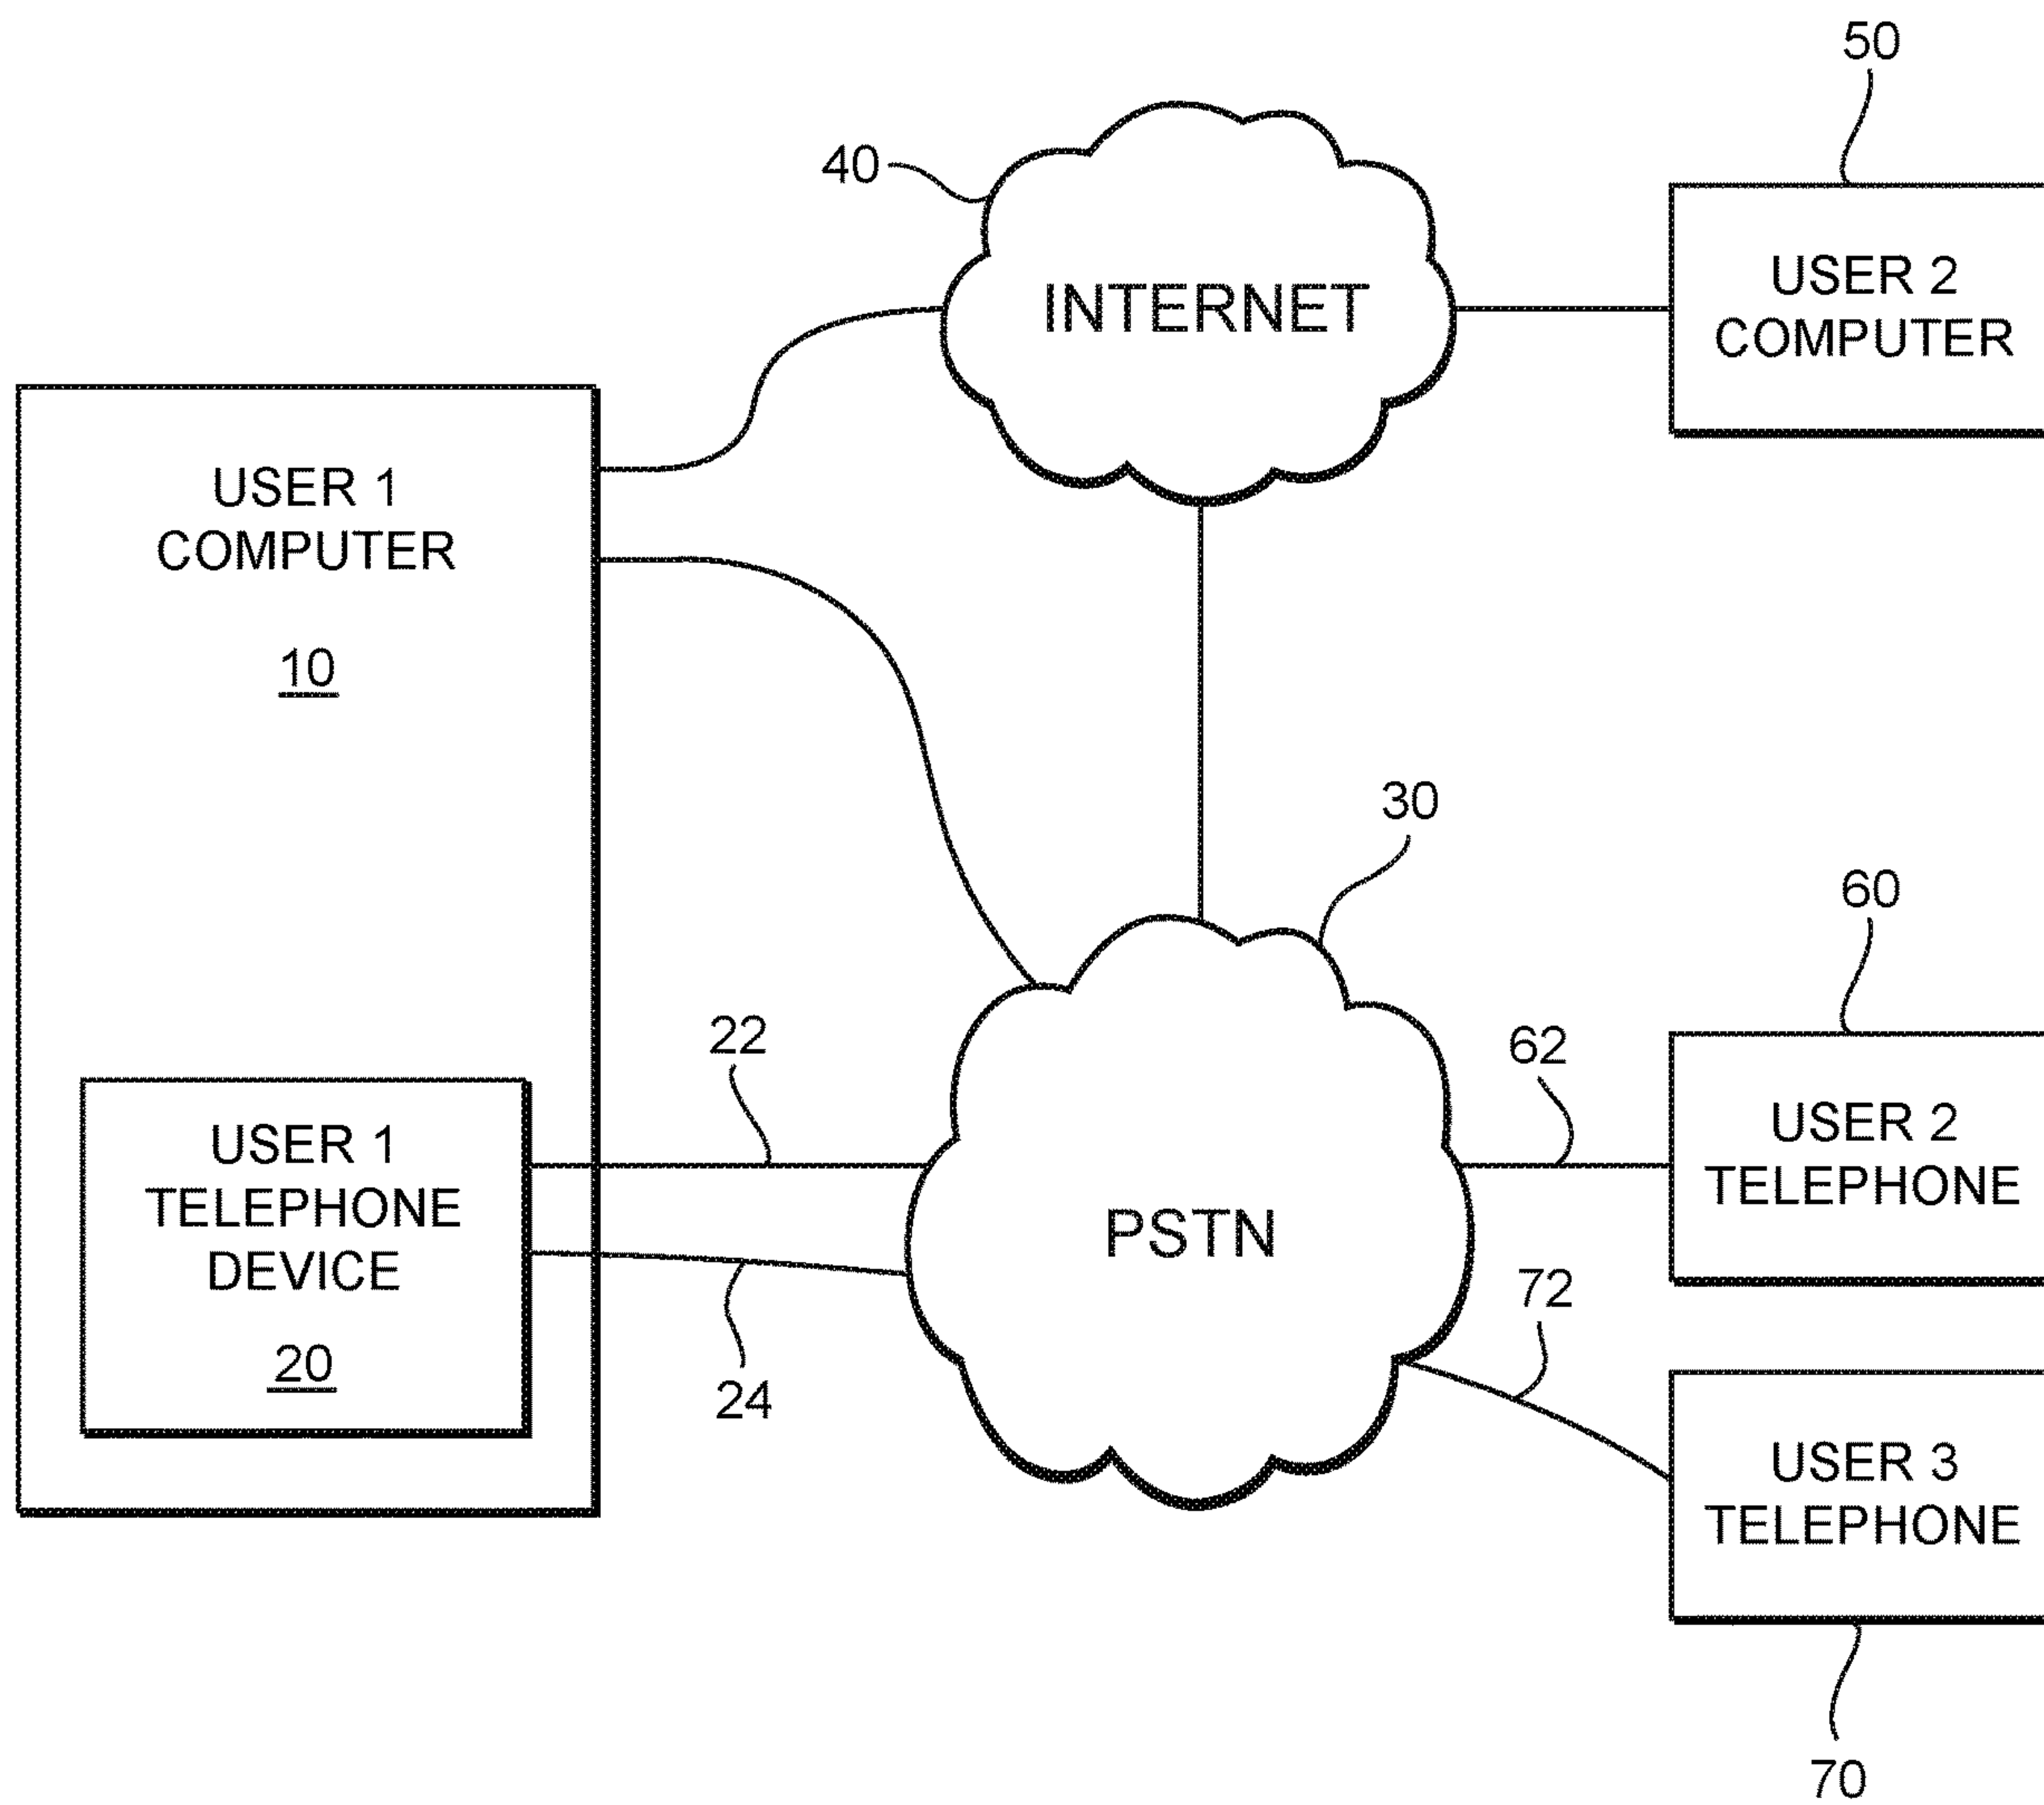 50
40
INTERNET
USER 2
COMPUTER
USER 1
COMPUTER
10
30
60
22
62
USER 1
TELEPHONE
DEVICE
20
24
PSTN
USER 2
TELEPHONE
72
USER 3
TELEPHONE
70